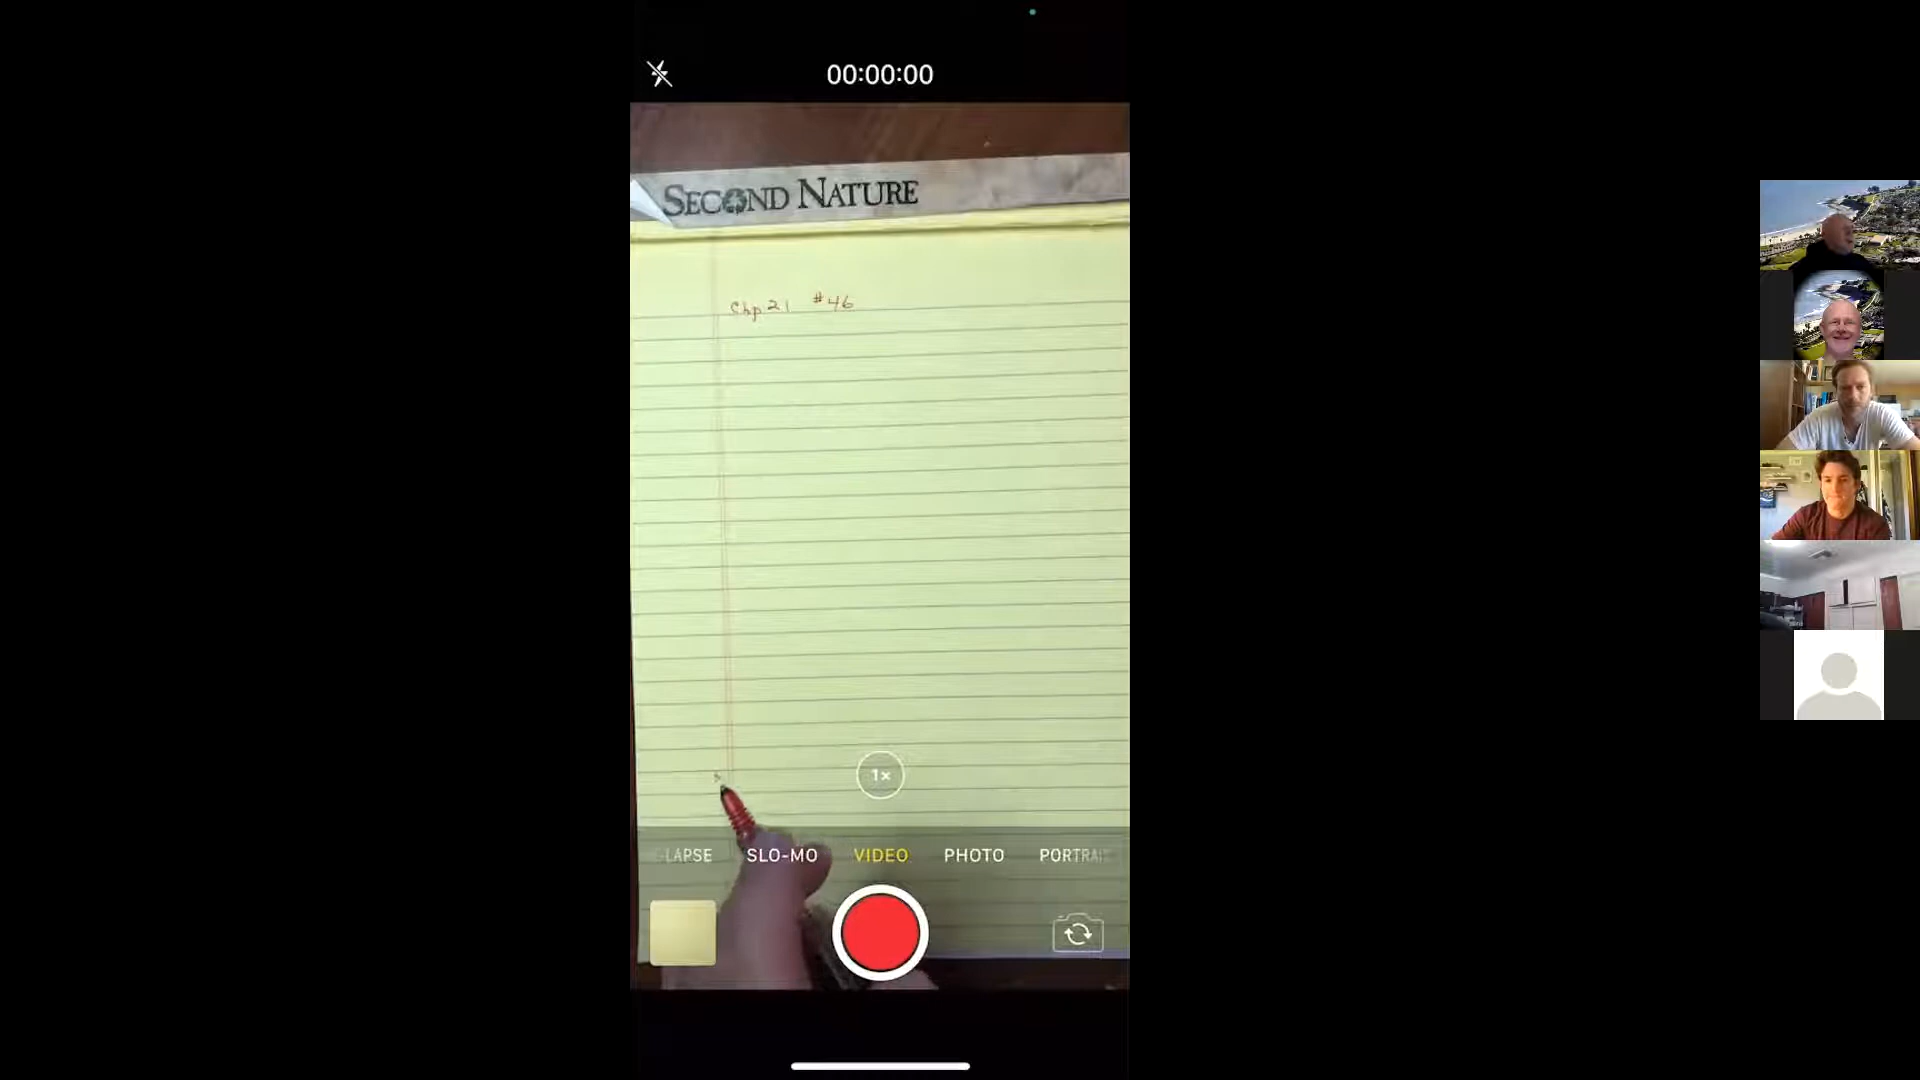 00:00:00
SECOND NATURE
Chp 21 #46
1×
LAPSE SLO-MO VIDEO PHOTO PORTRAI